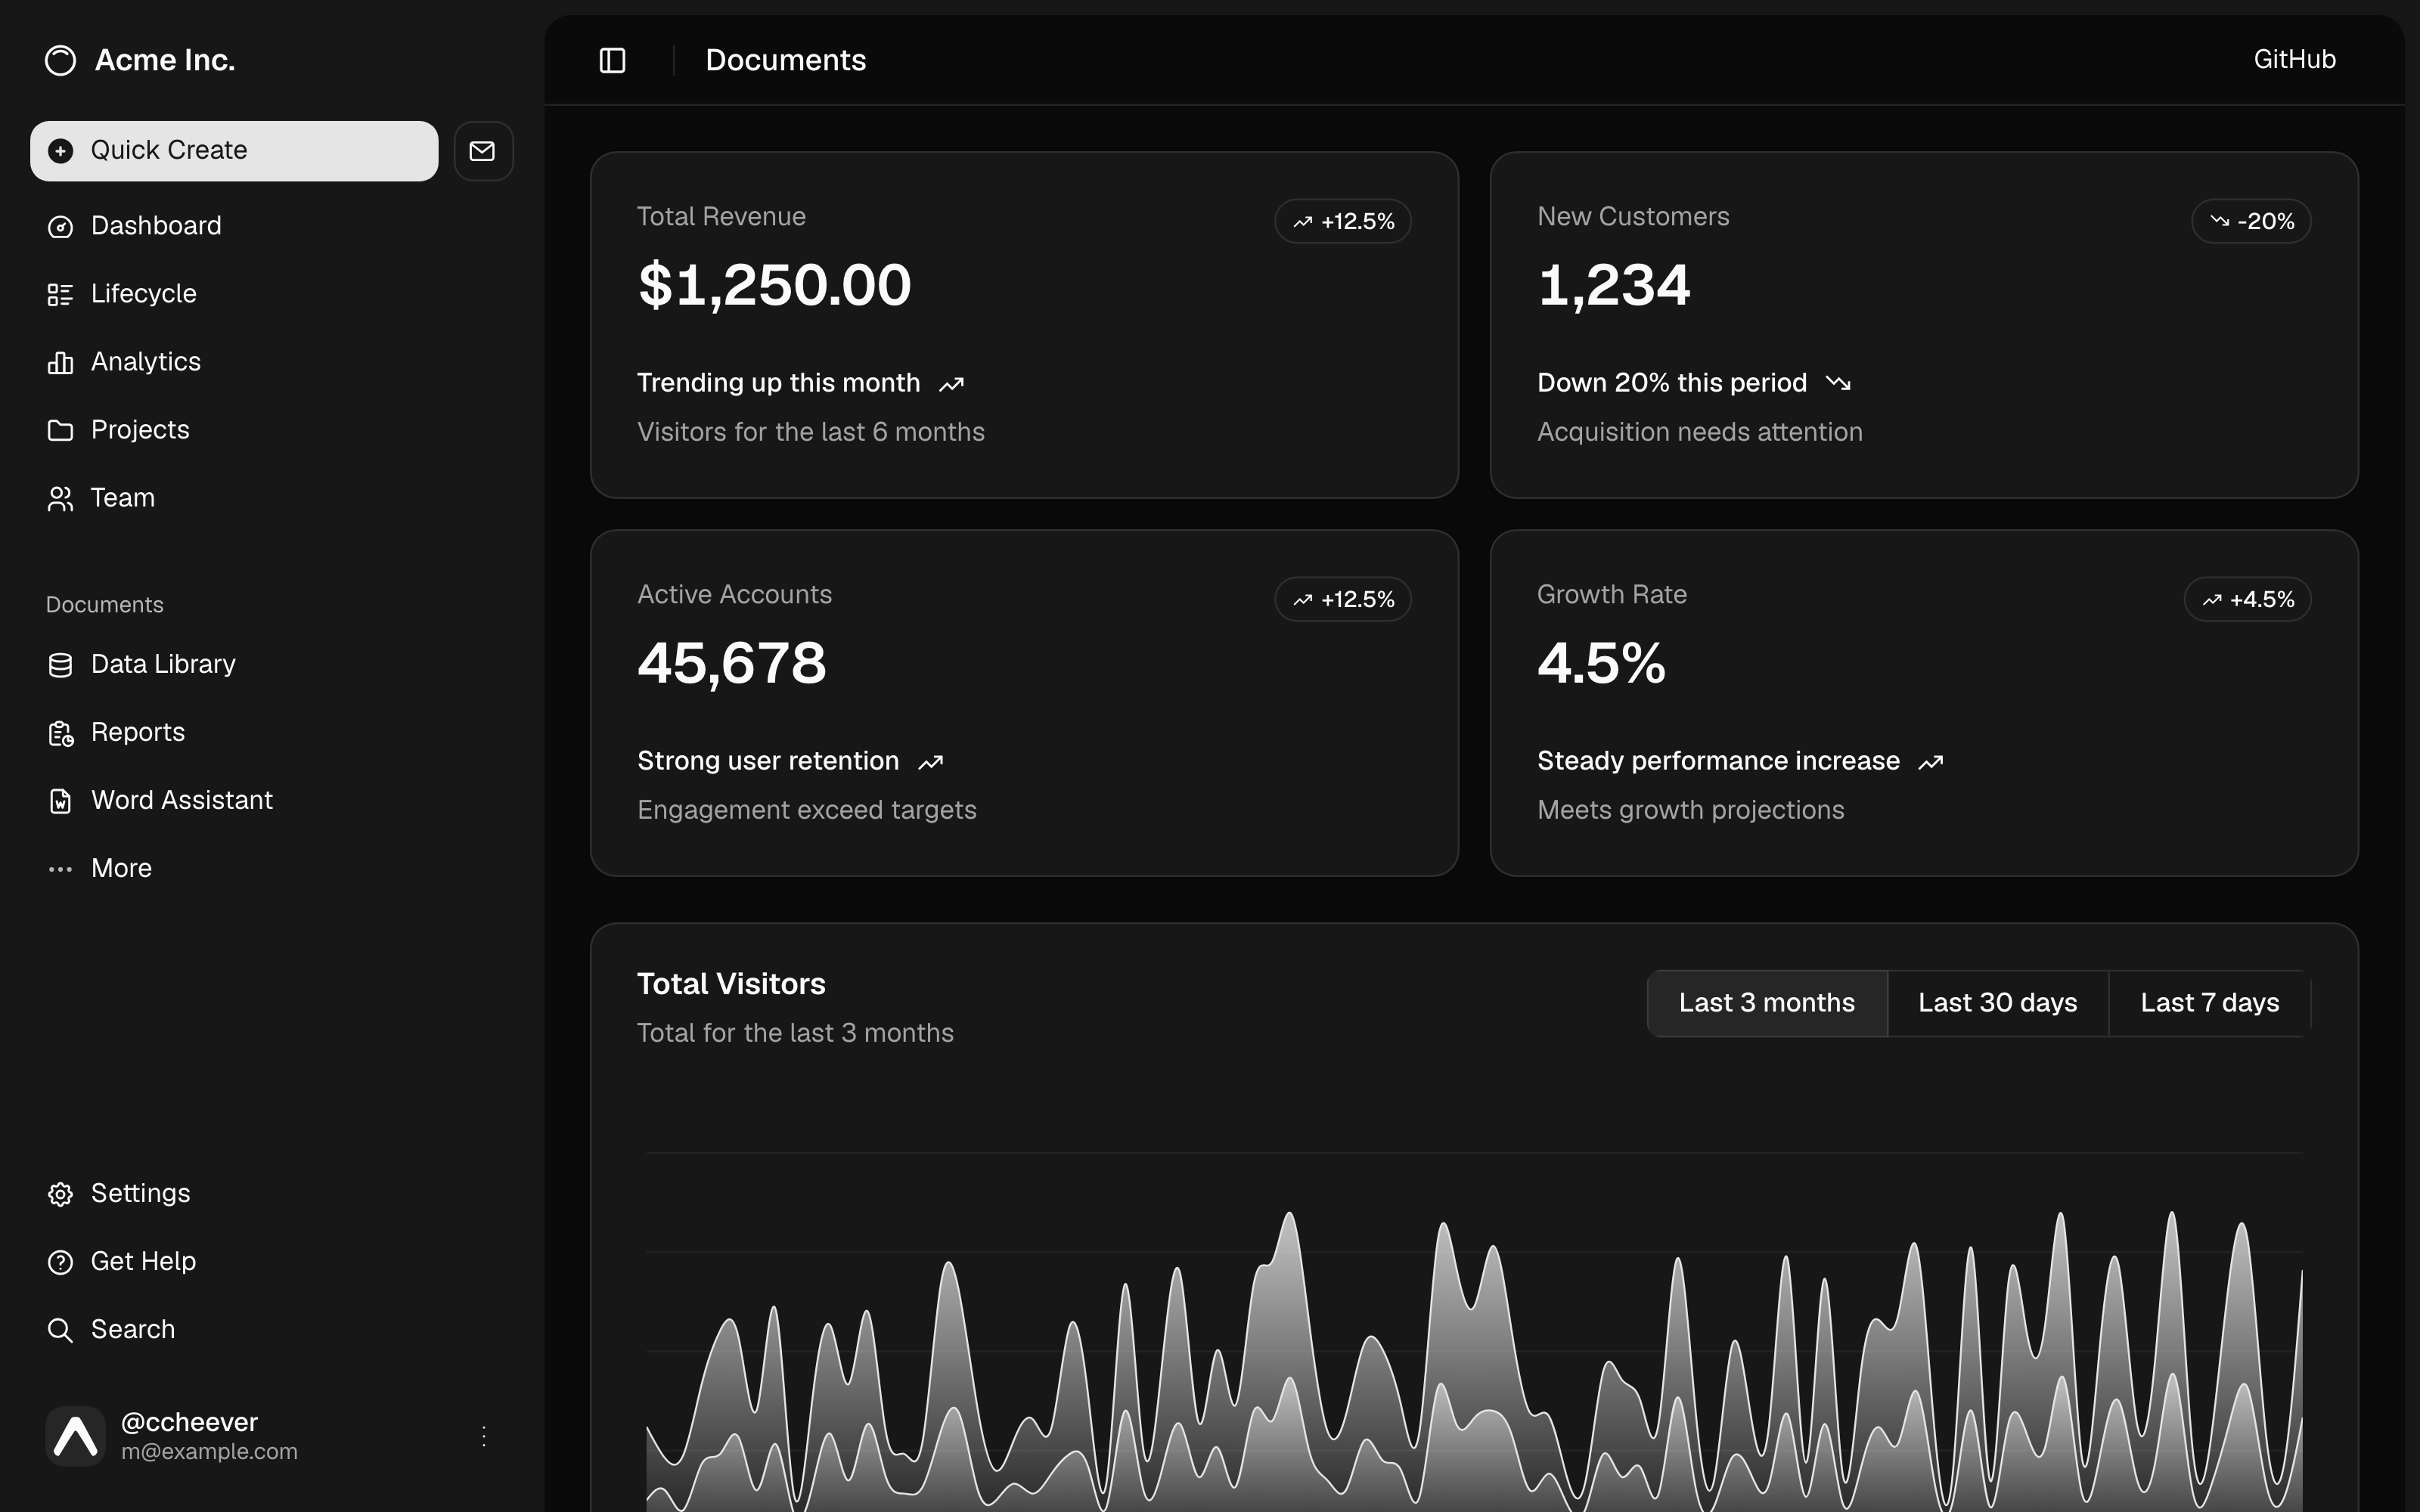 Acme Inc.
Quick Create
Dashboard
Lifecycle
Analytics
Projects
Team
Documents
Data Library
Reports
Word Assistant
More
Settings
Get Help
Search
@ccheever
m@example.com
Documents
GitHub
Total Revenue
+12.5%
$1,250.00
Trending up this month
Visitors for the last 6 months
New Customers
-20%
1,234
Down 20% this period
Acquisition needs attention
Active Accounts
+12.5%
45,678
Strong user retention
Engagement exceed targets
Growth Rate
+4.5%
4.5%
Steady performance increase
Meets growth projections
Total Visitors
Total for the last 3 months
Last 3 months
Last 30 days
Last 7 days